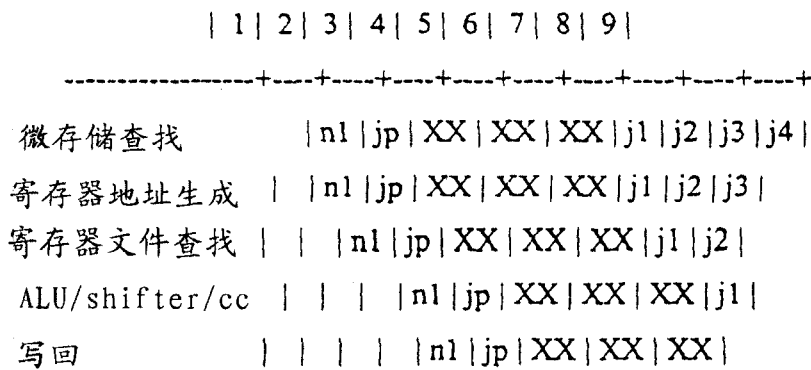 | 1| 2| 3| 4| 5| 6| 7| 8| 9|
------------------+----+----+----+----+----+----+----+----+----+
微存储查找 |n1|jp|XX|XX|XX|j1|j2|j3|j4|
寄存器地址生成 | |n1|jp|XX|XX|XX|j1|j2|j3|
寄存器文件查找 | | |n1|jp|XX|XX|XX|j1|j2|
ALU/shifter/cc | | | |n1|jp|XX|XX|XX|j1|
写回 | | | | |n1|jp|XX|XX|XX|